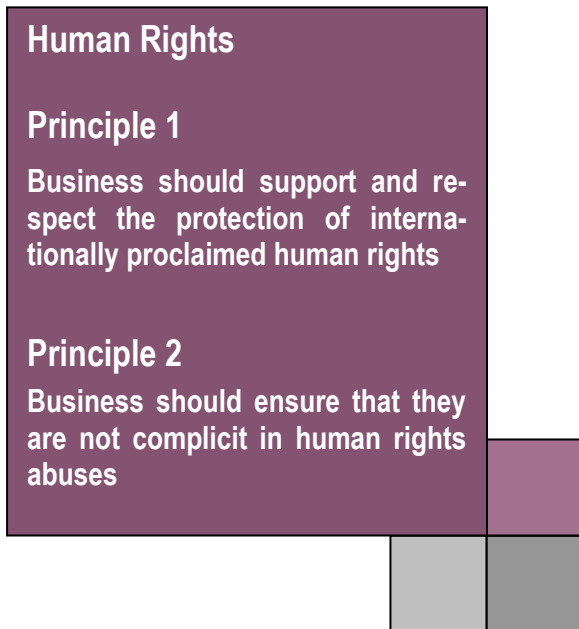 Human Rights
Principle 1
Business should support and re-
spect the protection of interna-
tionally proclaimed human rights
Principle 2
Business should ensure that they
are not complicit in human rights
abuses